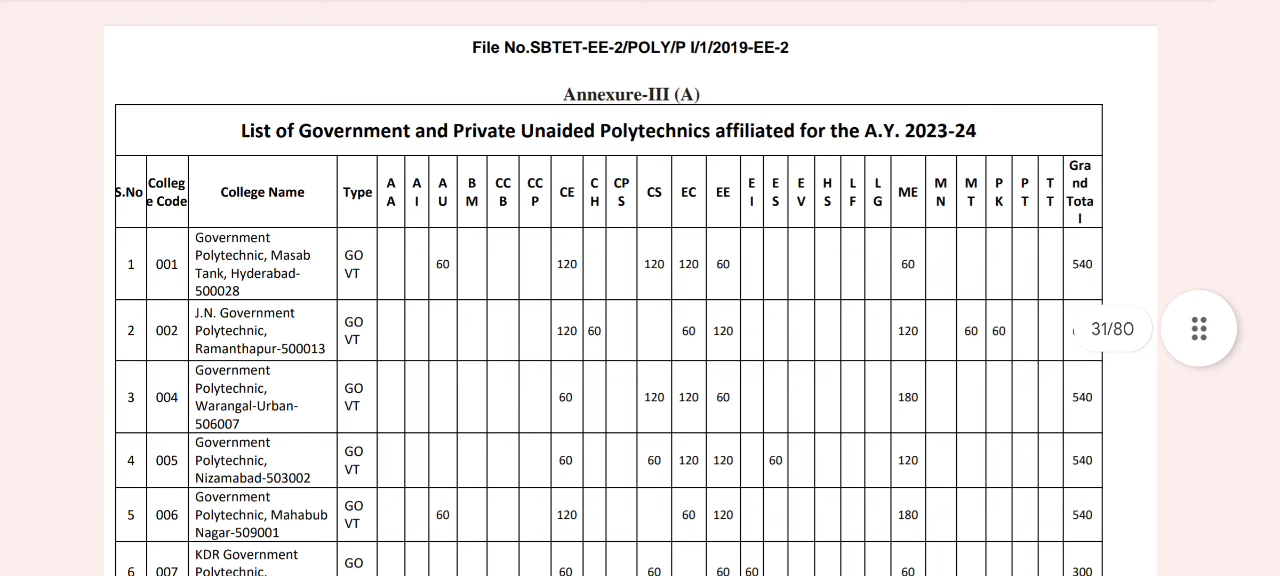 File No.SBTET-EE-2/POLY/P I/1/2019-EE-2
Annexure-III (A)
List of Government and Private Unaided Polytechnics affiliated for the A.Y. 2023-24
S.No College Code College Name Type AA AI AU BM CCB CCP CE CH CPS CS EC EE EI ES EV HS LF LG ME MN MT PK PT TT Grand Total
1 001 Government Polytechnic, Masab Tank, Hyderabad-500028 GOVT 60 120 120 120 60 60 540
2 002 J.N. Government Polytechnic, Ramanthapur-500013 GOVT 120 60 60 120 120 60 60
31/80
3 004 Government Polytechnic, Warangal-Urban-506007 GOVT 60 120 120 60 180 540
4 005 Government Polytechnic, Nizamabad-503002 GOVT 60 60 120 120 60 120 540
5 006 Government Polytechnic, Mahabub Nagar-509001 GOVT 60 120 60 120 180 540
6 007 KDR Government Polytechnic, GO 60 60 60 60 60 300